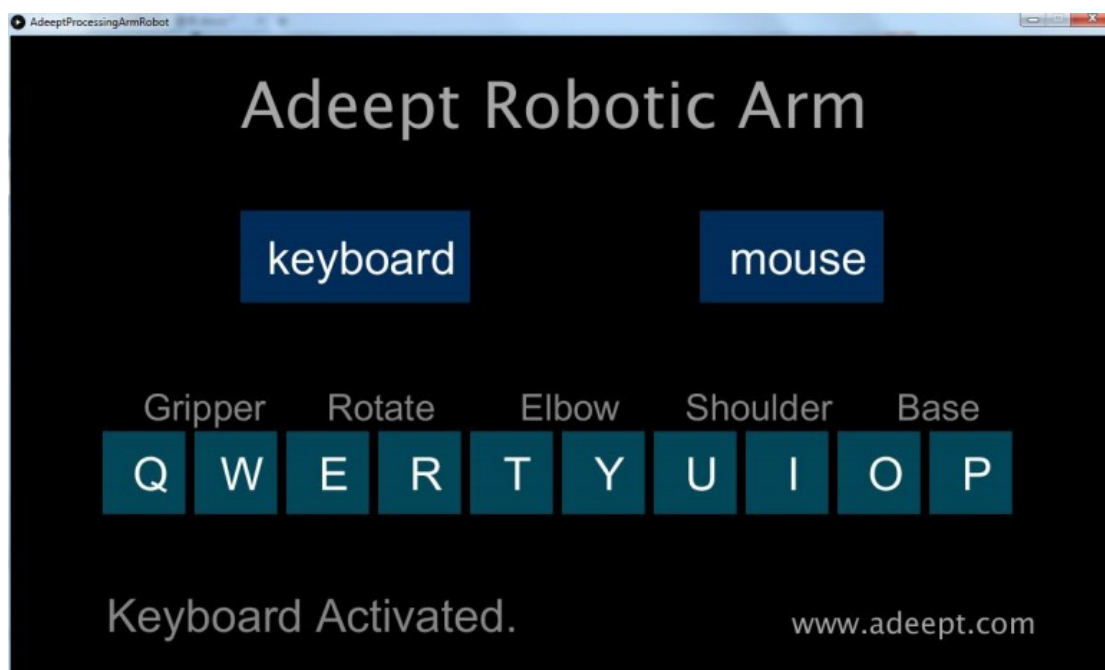 AdeeptProcessingArmRobot
Adeept Robotic Arm
keyboard mouse
Gripper Rotate Elbow Shoulder Base
Q W E R T Y U I O P
Keyboard Activated.
www.adeept.com